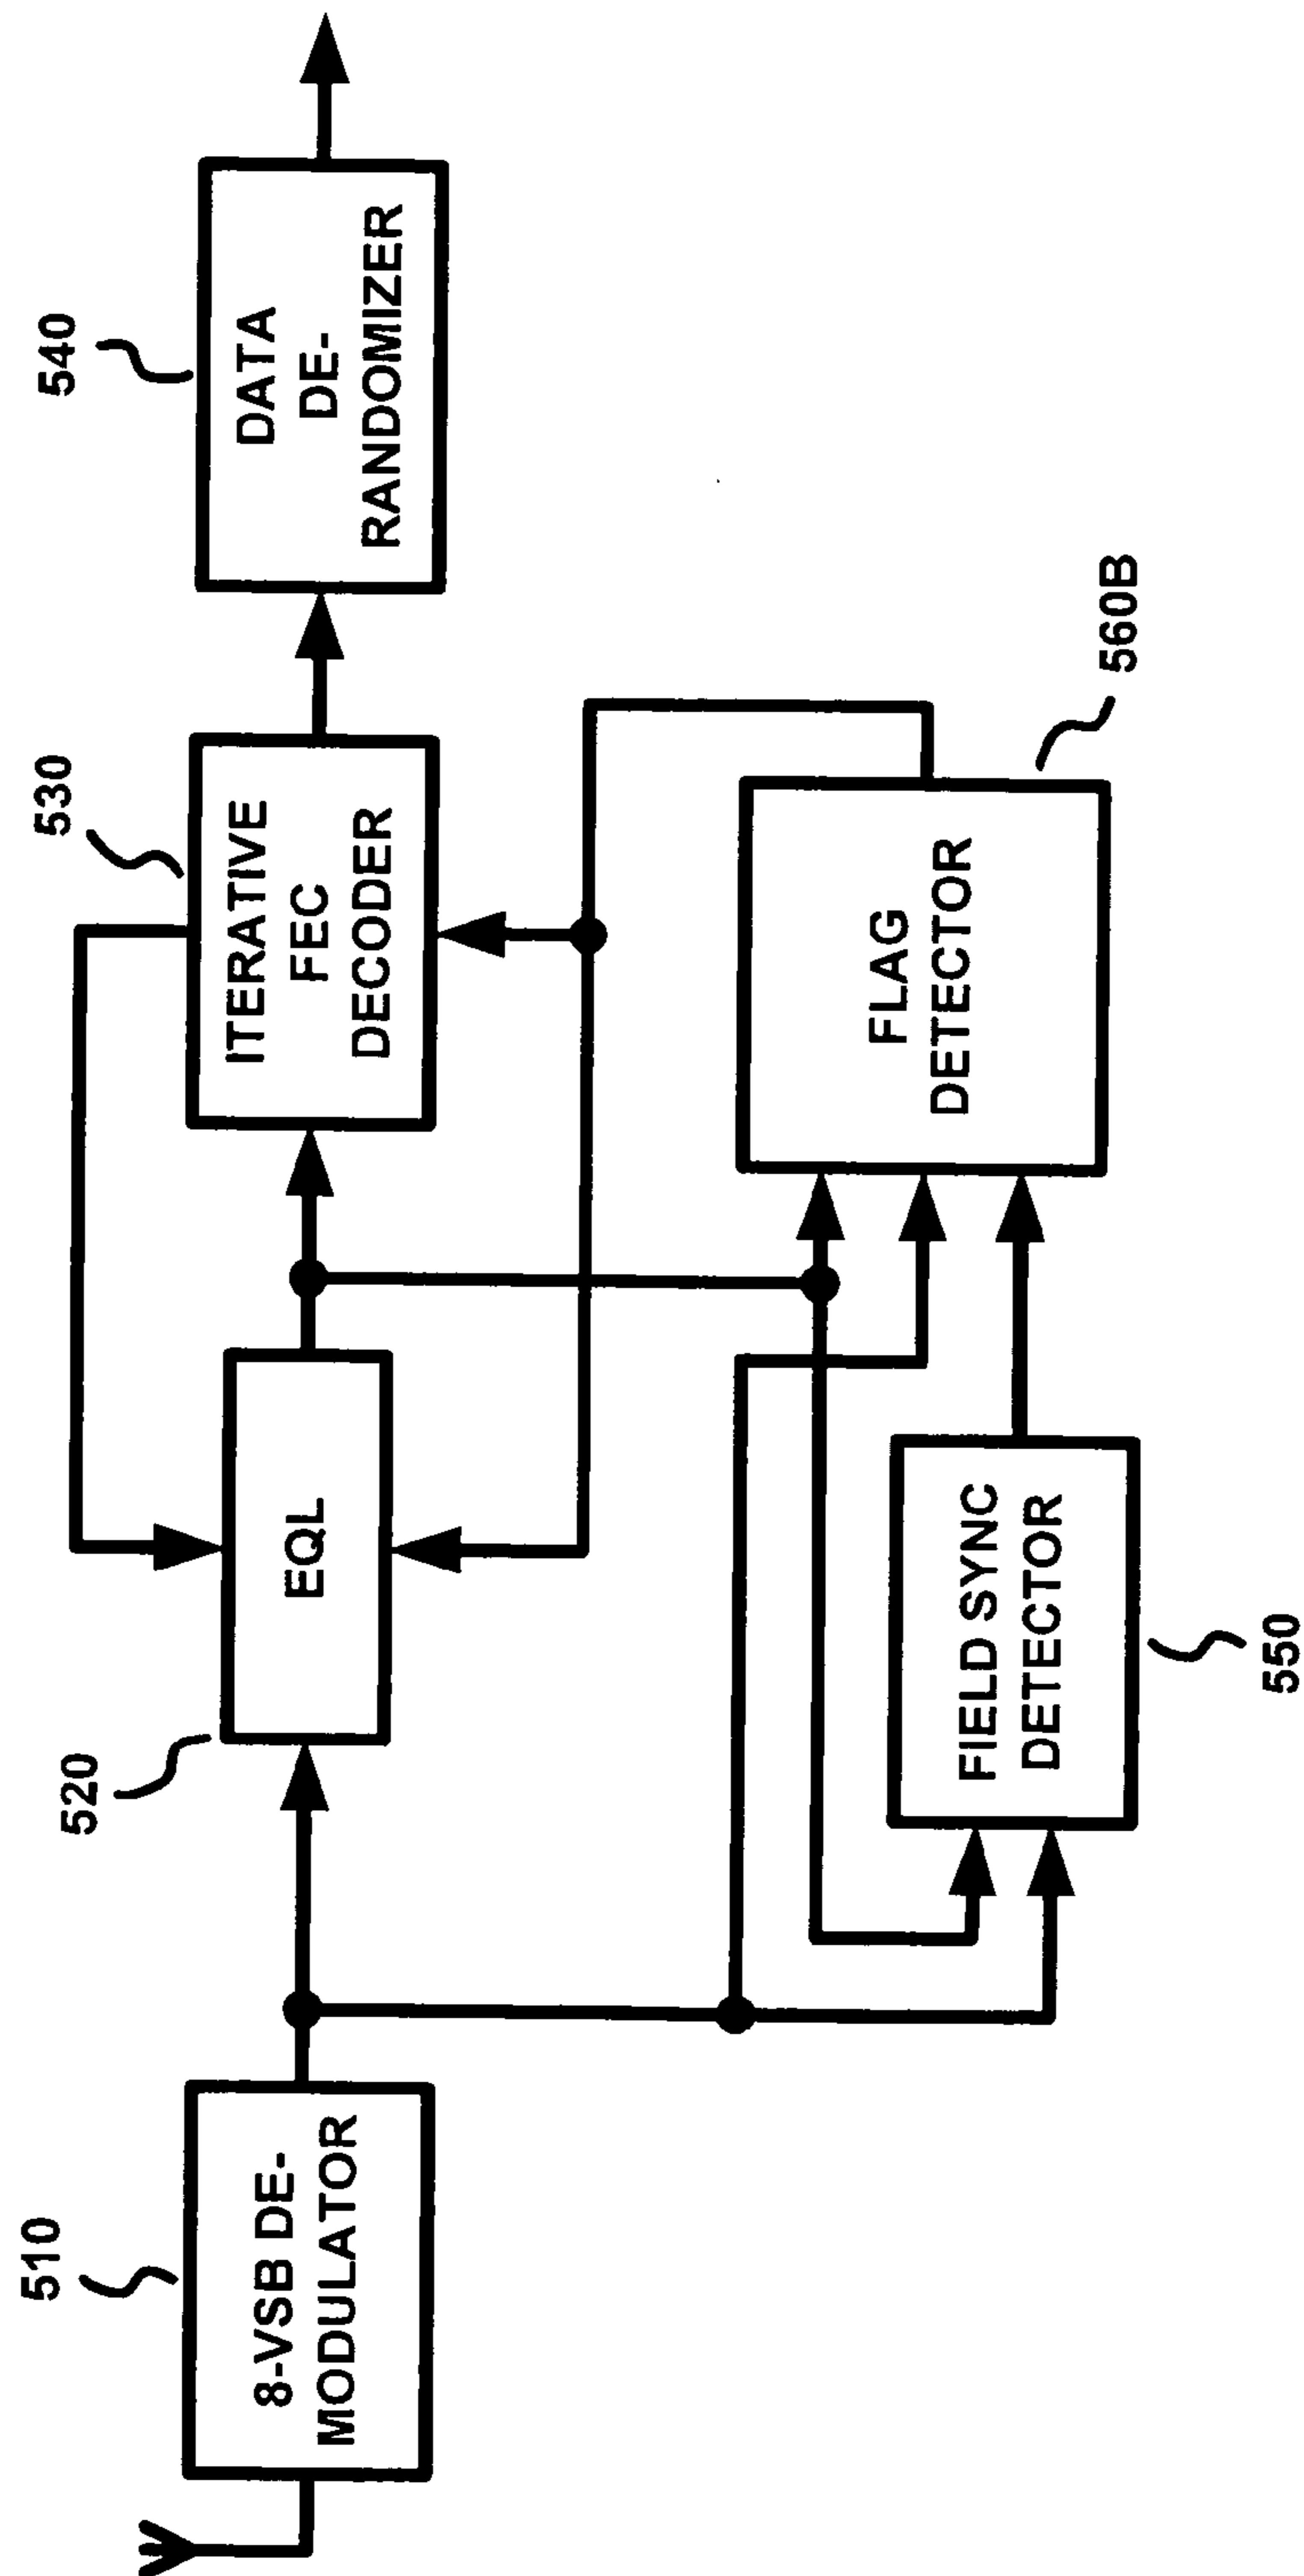 510
8-VSB DE-
MODULATOR
520
EQL
530
ITERATIVE
FEC
DECODER
540
DATA
DE-
RANDOMIZER
FIELD SYNC
DETECTOR
550
FLAG
DETECTOR
560B